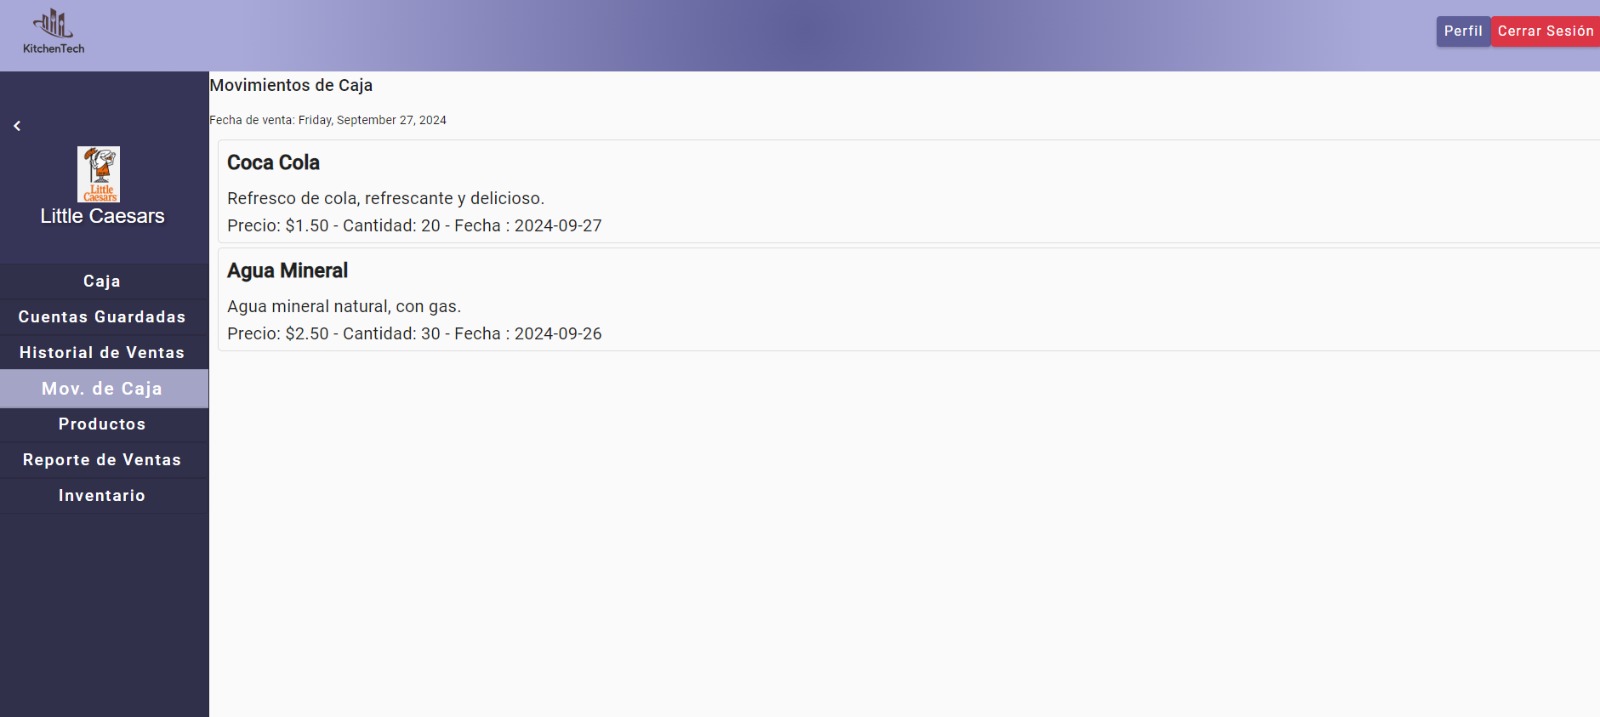 KitchenTech
Perfil
Cerrar Sesión
Little
Caesars
Little Caesars
Caja
Cuentas Guardadas
Historial de Ventas
Mov. de Caja
Productos
Reporte de Ventas
Inventario
Movimientos de Caja
Fecha de venta: Friday, September 27, 2024
Coca Cola
Refresco de cola, refrescante y delicioso.
Precio: $1.50 - Cantidad: 20 - Fecha : 2024-09-27
Agua Mineral
Agua mineral natural, con gas.
Precio: $2.50 - Cantidad: 30 - Fecha : 2024-09-26